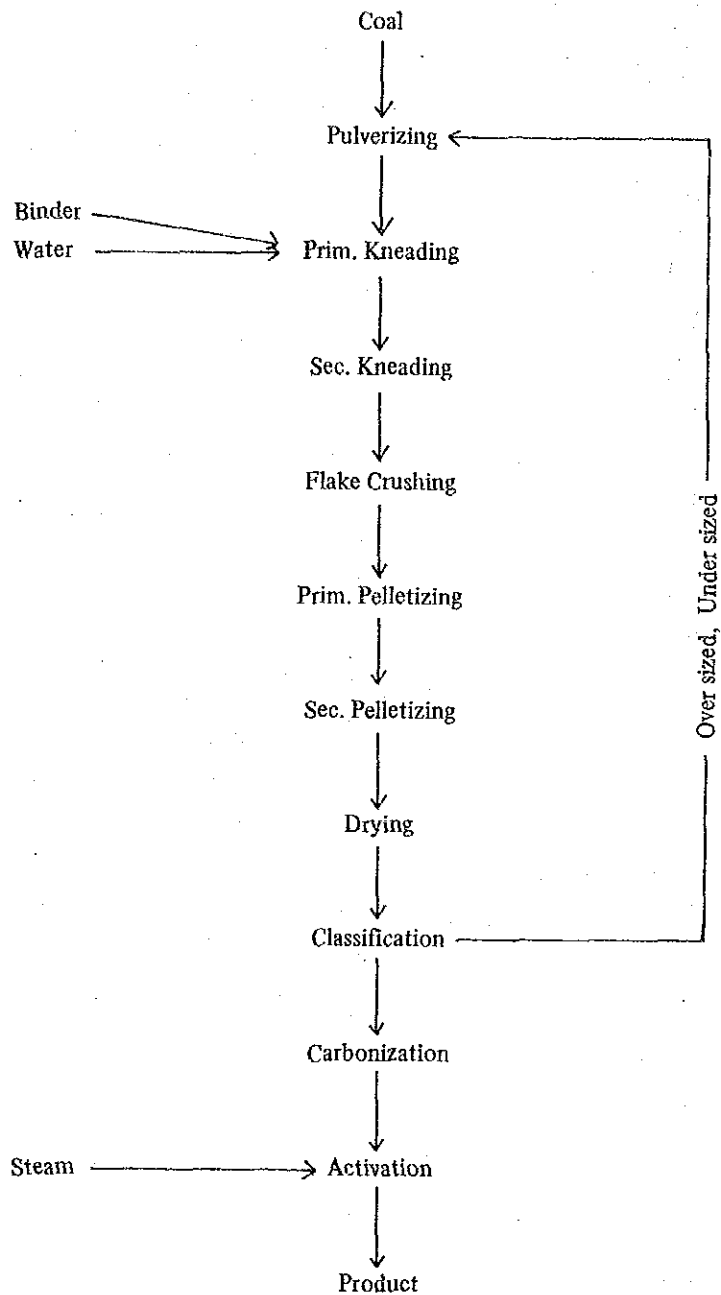 Coal
Pulverizing
Binder
Water
Prim. Kneading
Sec. Kneading
Flake Crushing
Prim. Pelletizing
Sec. Pelletizing
Over sized, Under sized
Drying
Classification
Carbonization
Steam
Activation
Product